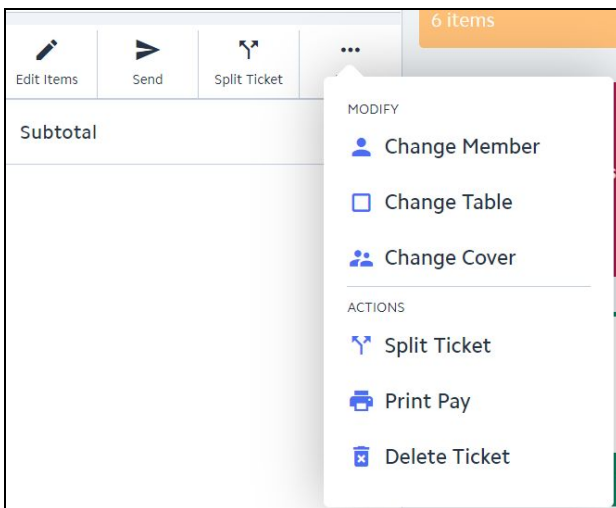 6 items
Edit Items
Send
Split Ticket
MODIFY
Change Member
Subtotal
Change Table
Change Cover
ACTIONS
Split Ticket
Print Pay
Delete Ticket